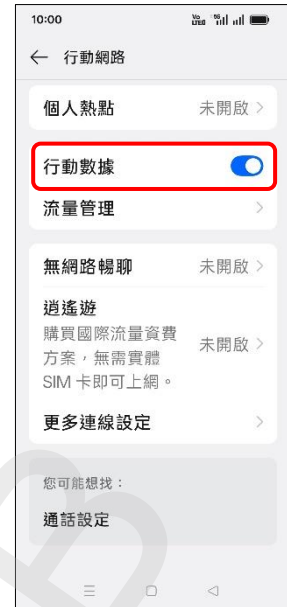 10:00
行動網路
個人熱點 未開啟
行動數據
流量管理
無網路暢聊 未開啟
逍遙遊
購買國際流量資費
方案，無需實體 未開啟
SIM 卡即可上網。
更多連線設定
您可能想找：
通話設定